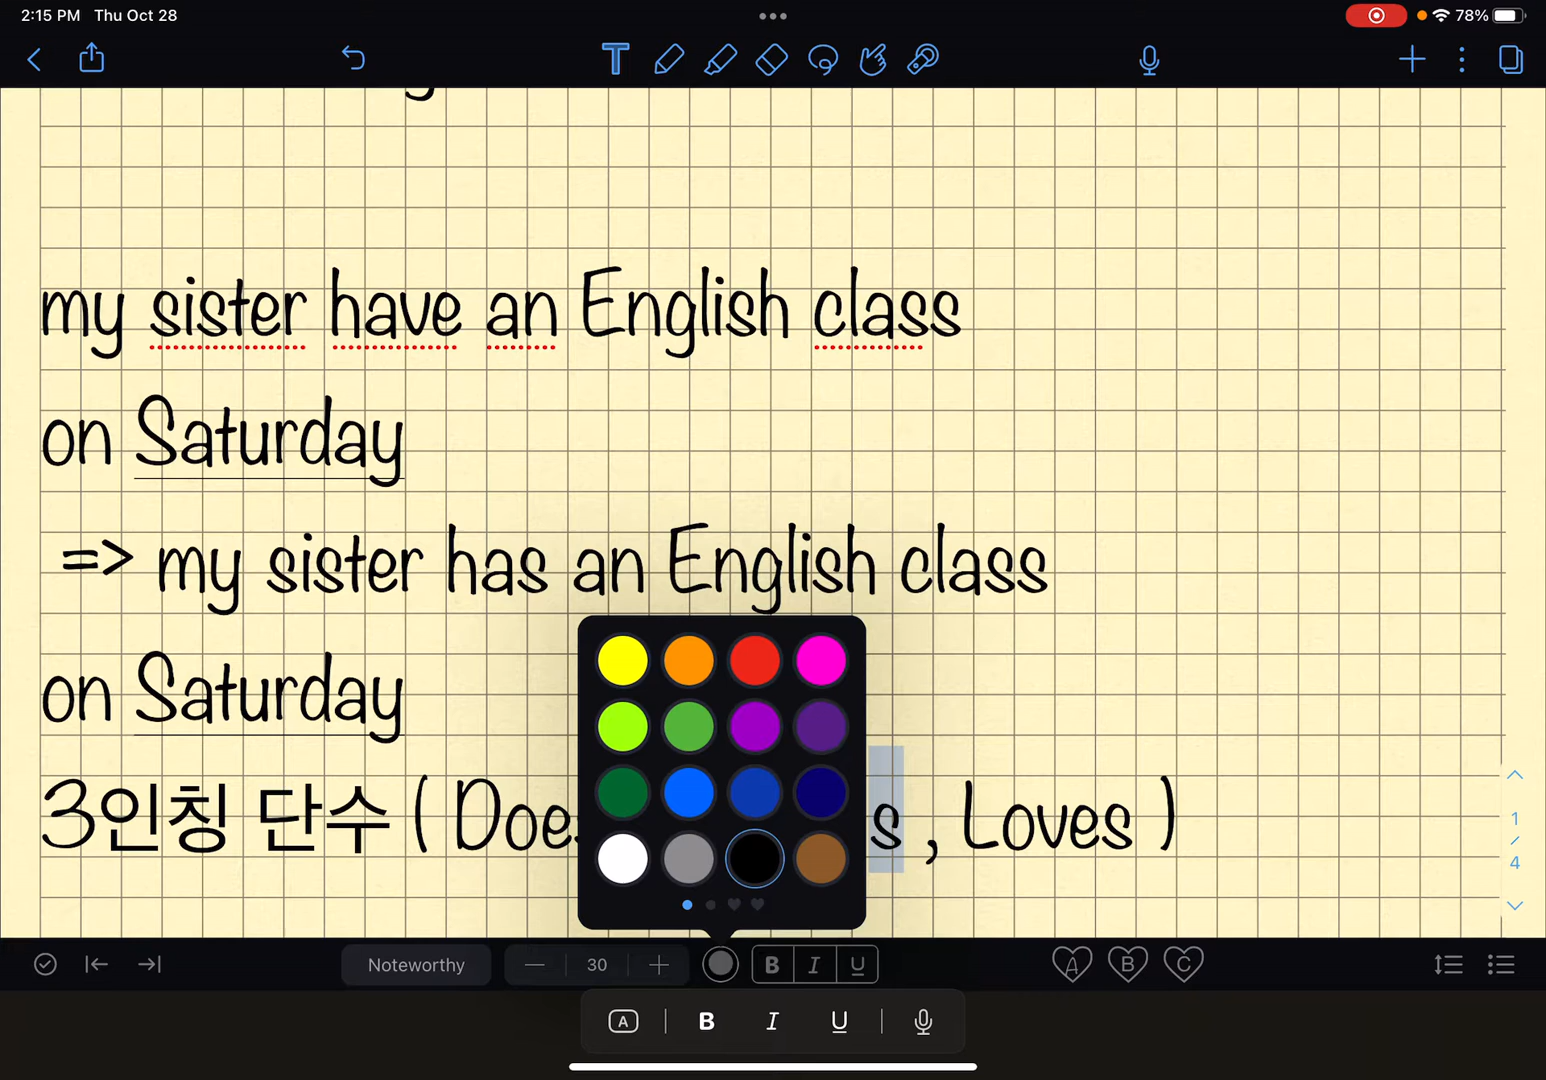 2:15 PM Thu Oct 28
78%
T
my sister have an English class
on Saturday
=> my sister has an English class
on Saturday
3인칭 단수 ( Does s , Loves )
1
/
4
Noteworthy
30
B I U
A B C
A B I U